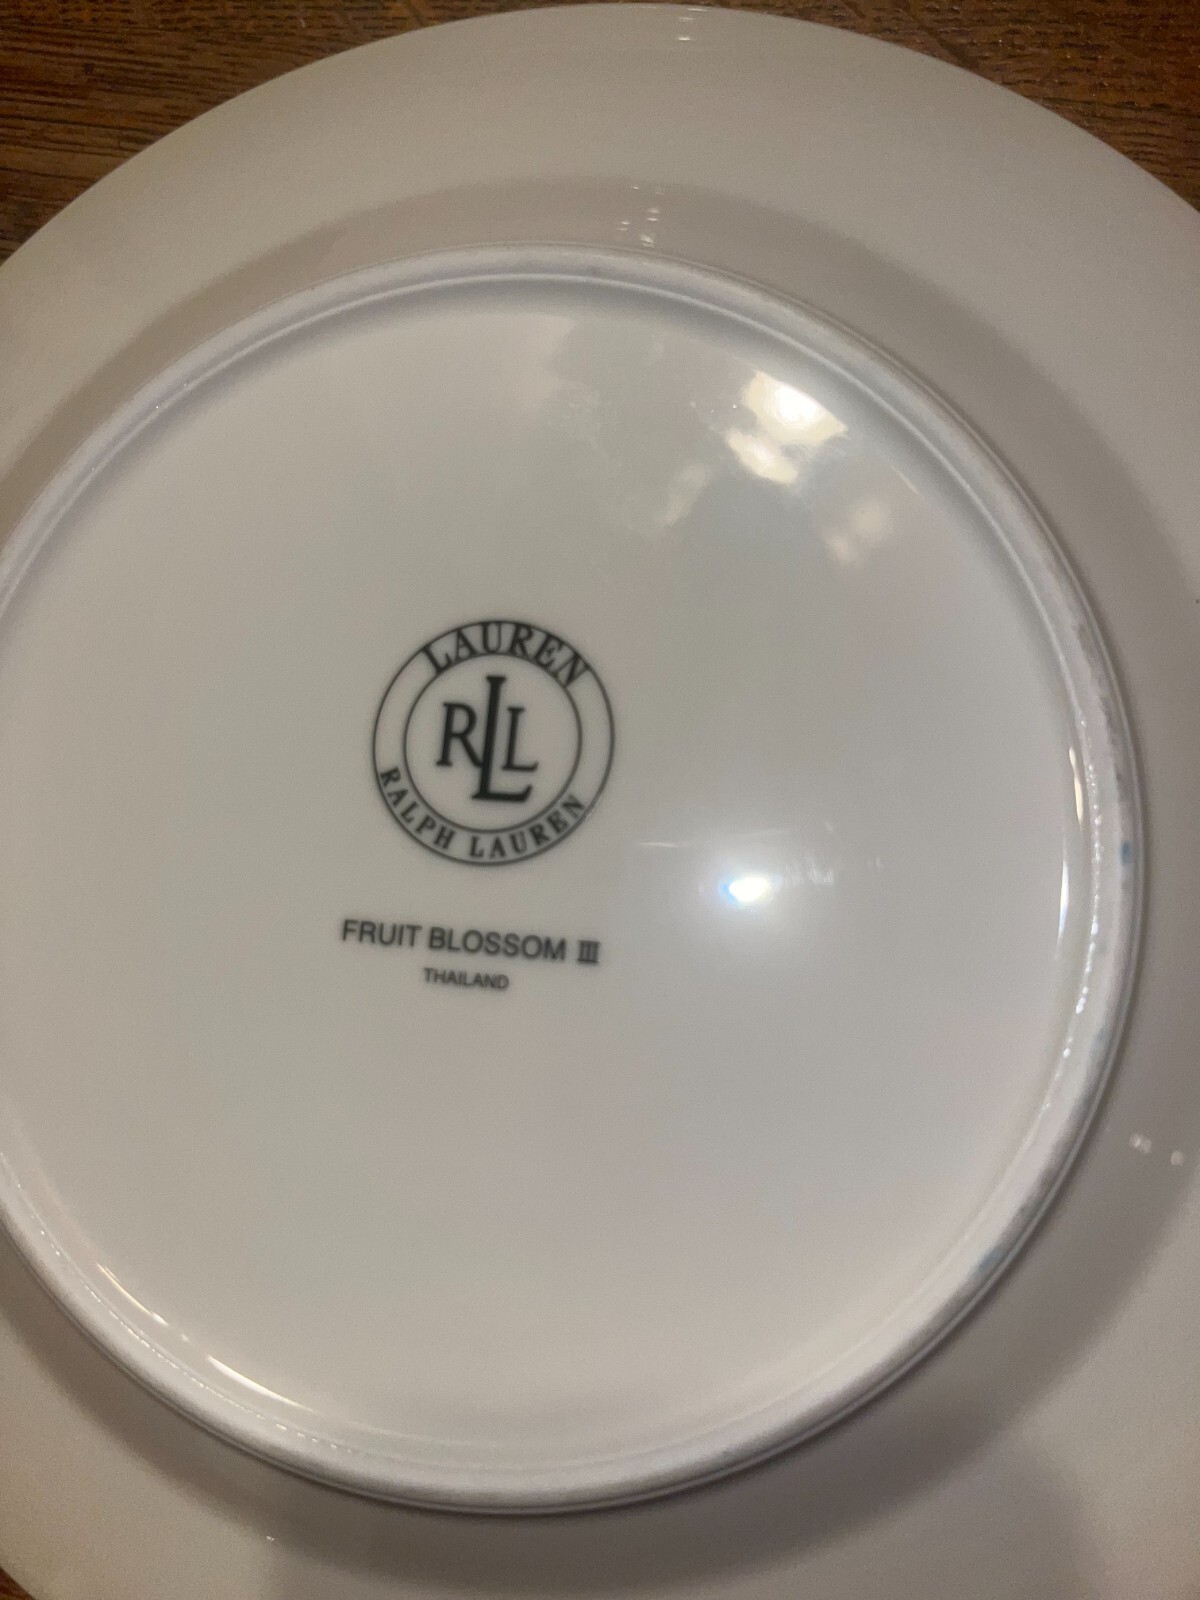 LAUREN
RLL
RALPH LAUREN
FRUIT BLOSSOM III
THAILAND